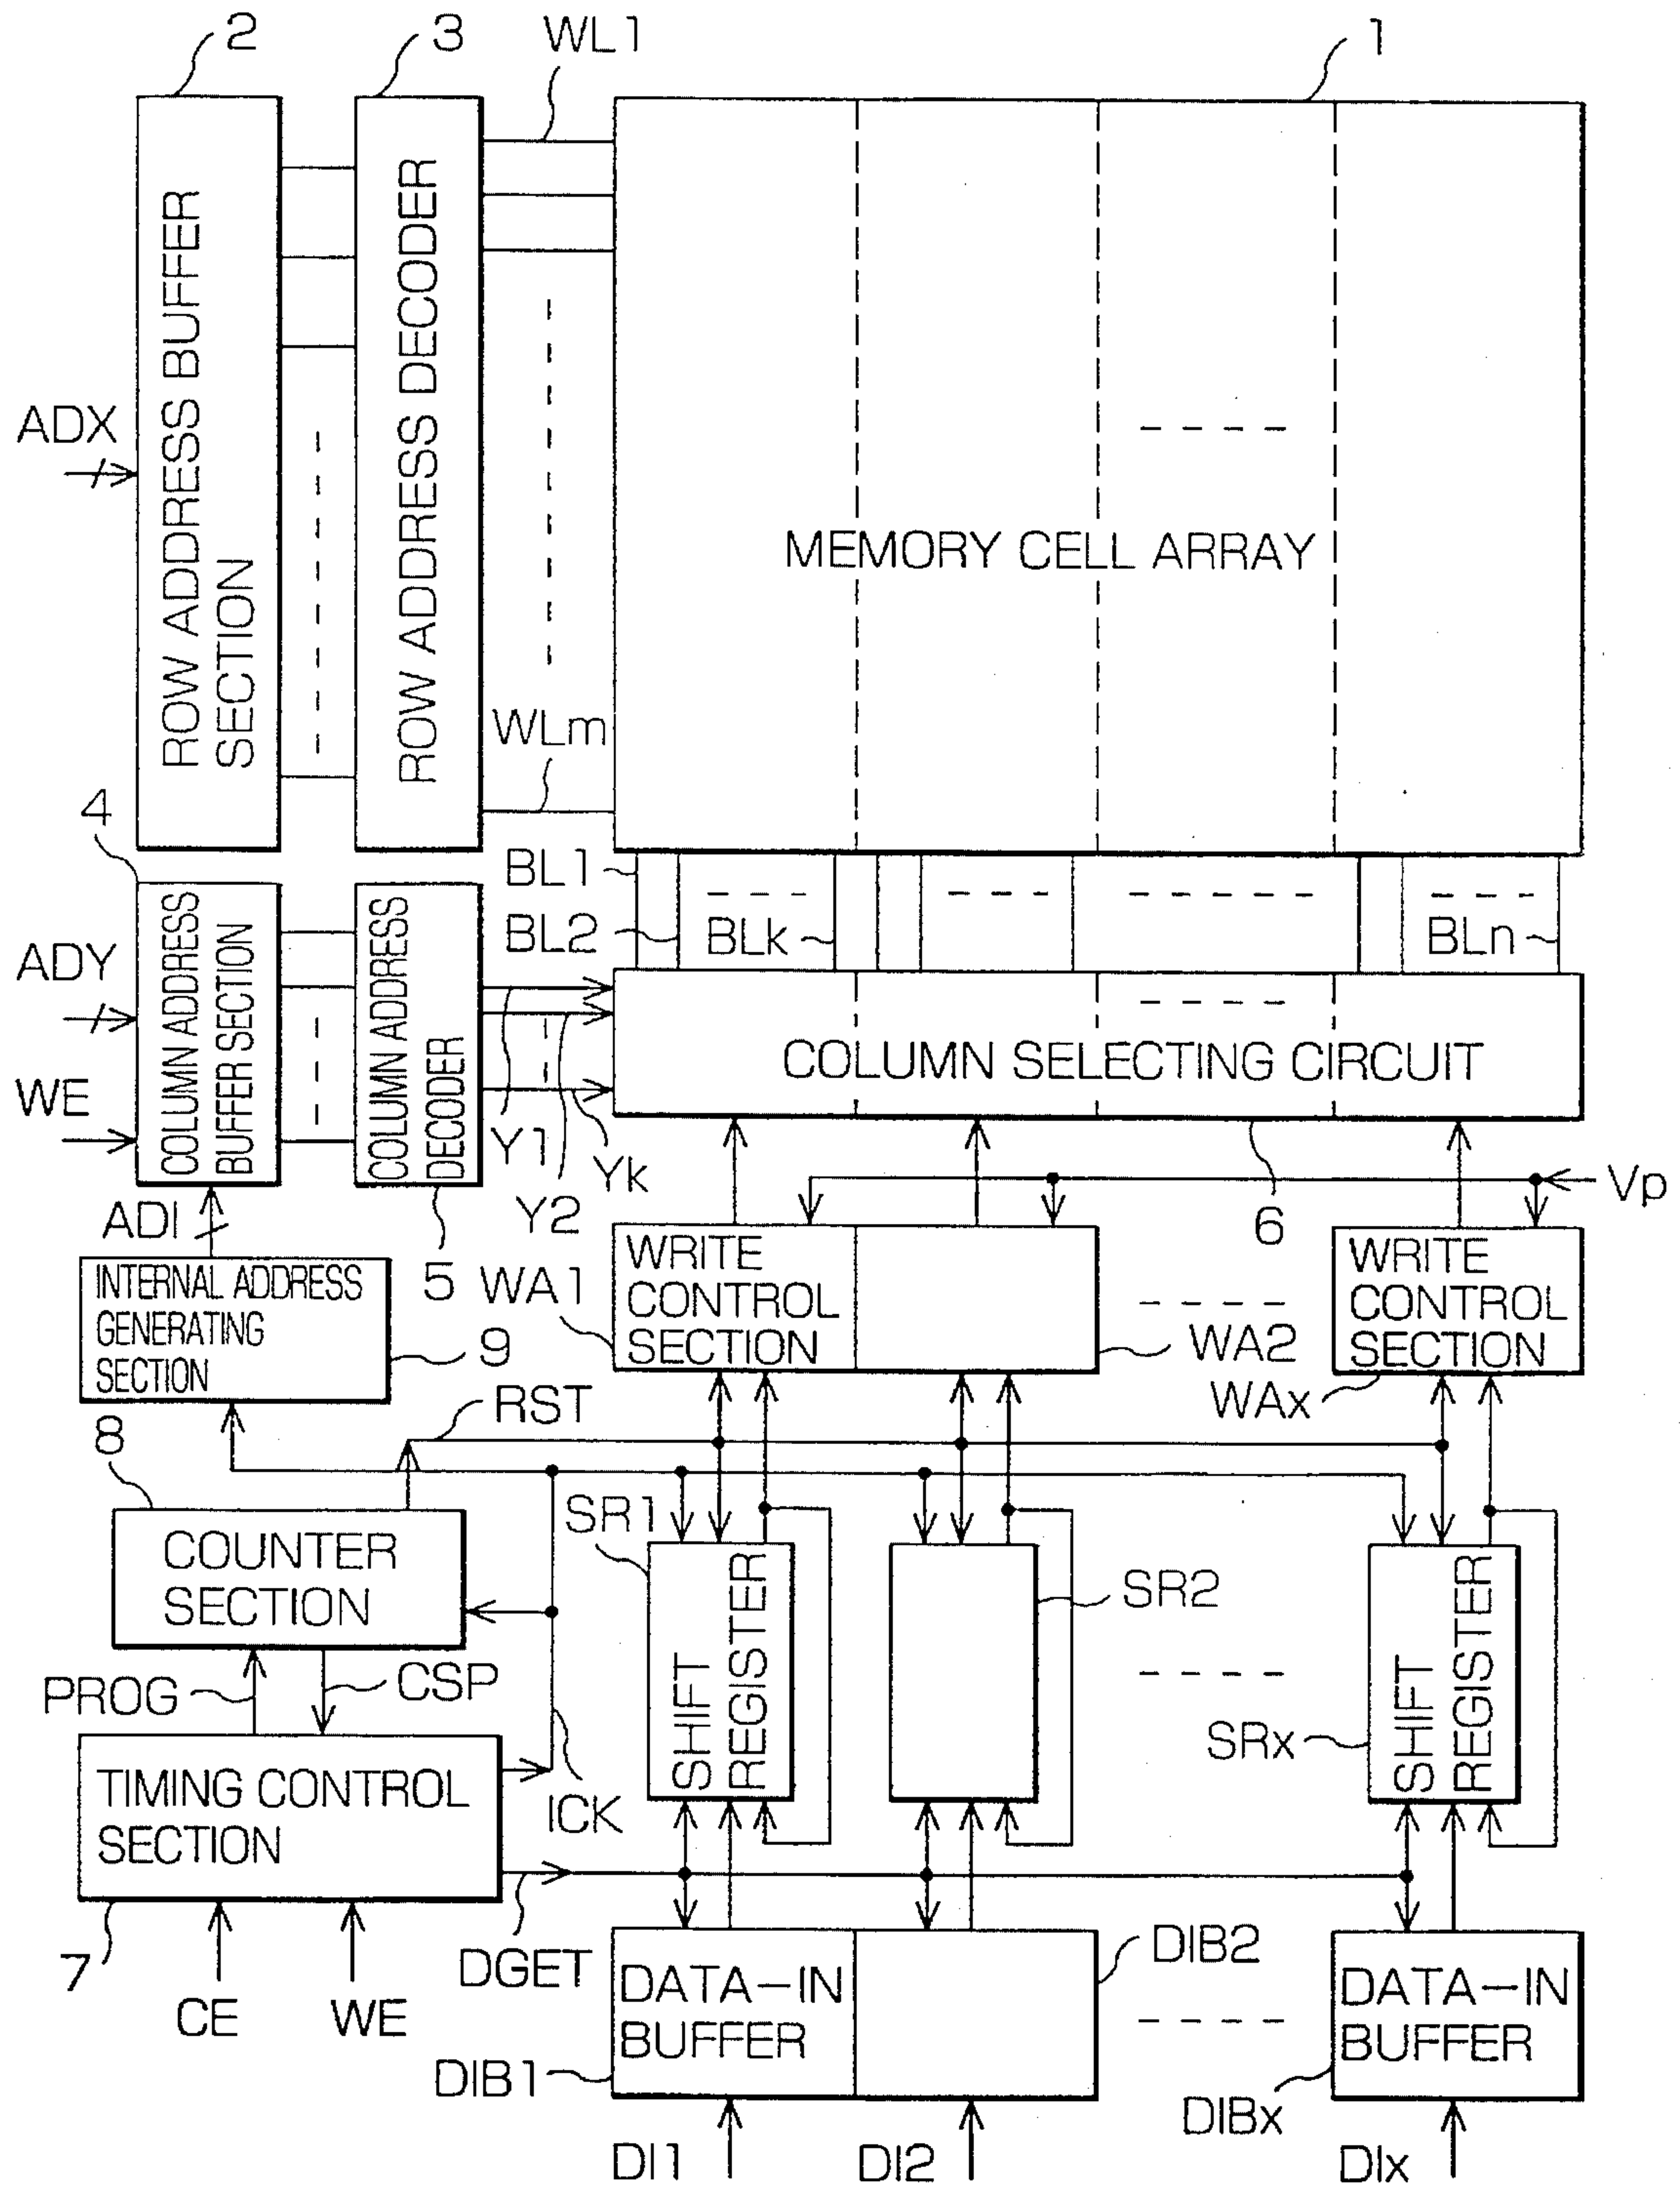 2
3
WL1
1
ROW ADDRESS BUFFER
SECTION
ROW ADDRESS DECODER
ADX
MEMORY CELL ARRAY
WLm
4
BL1
BL2
BLk
BLn
COLUMN ADDRESS
BUFFER SECTION
COLUMN ADDRESS
DECODER
ADY
WE
COLUMN SELECTING CIRCUIT
Y1
Y2
Yk
ADI
5
6
Vp
INTERNAL ADDRESS
GENERATING
SECTION
9
WA1
WRITE
CONTROL
SECTION
WA2
WRITE
CONTROL
SECTION
WAx
RST
8
COUNTER
SECTION
SR1
SHIFT
REGISTER
SR2
SRx
SHIFT
REGISTER
PROG
CSP
TIMING CONTROL
SECTION
ICK
7
CE
WE
DGET
DATA-IN
BUFFER
DIB1
DIB2
DATA-IN
BUFFER
DIBx
DI1
DI2
DIx